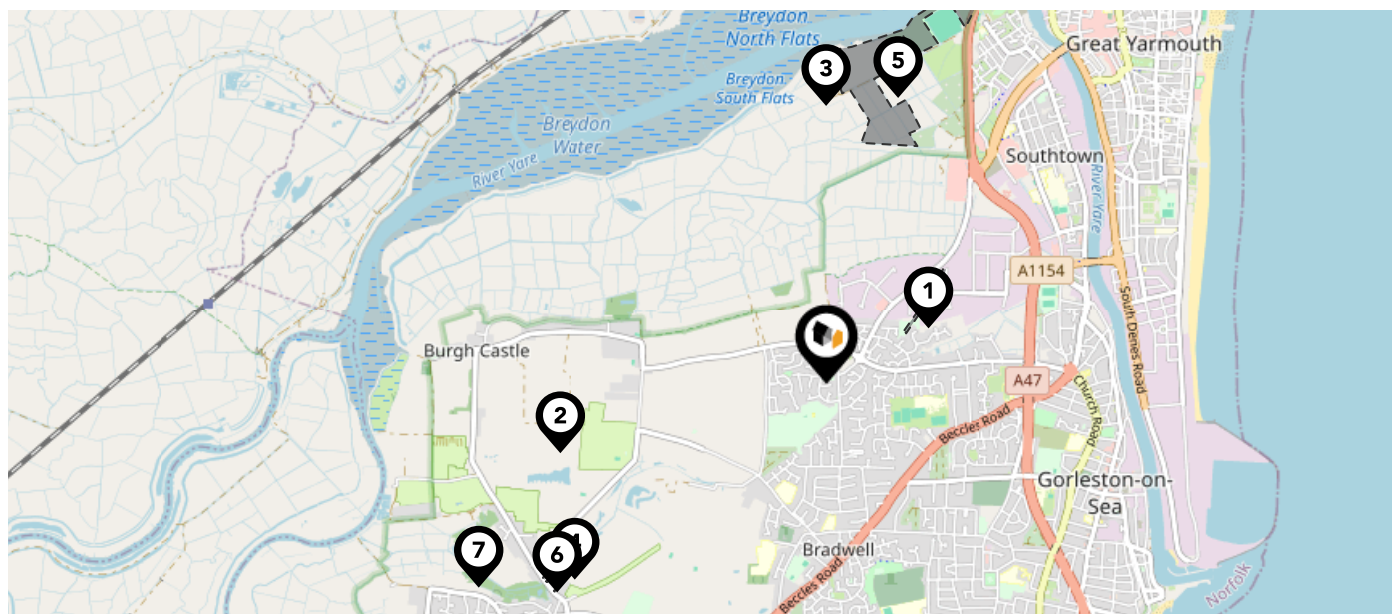 Breydon
North Flats
Great Yarmouth
3
5
Breydon
South Flats
Breydon
Water
River Yare
Southtown
River Yare
A1154
1
South Denes Road
Burgh Castle
A47
Church Road
2
Beccles Road
Gorleston-on-
Sea
4
6
7
Bradwell
Beccles Road
Norfolk